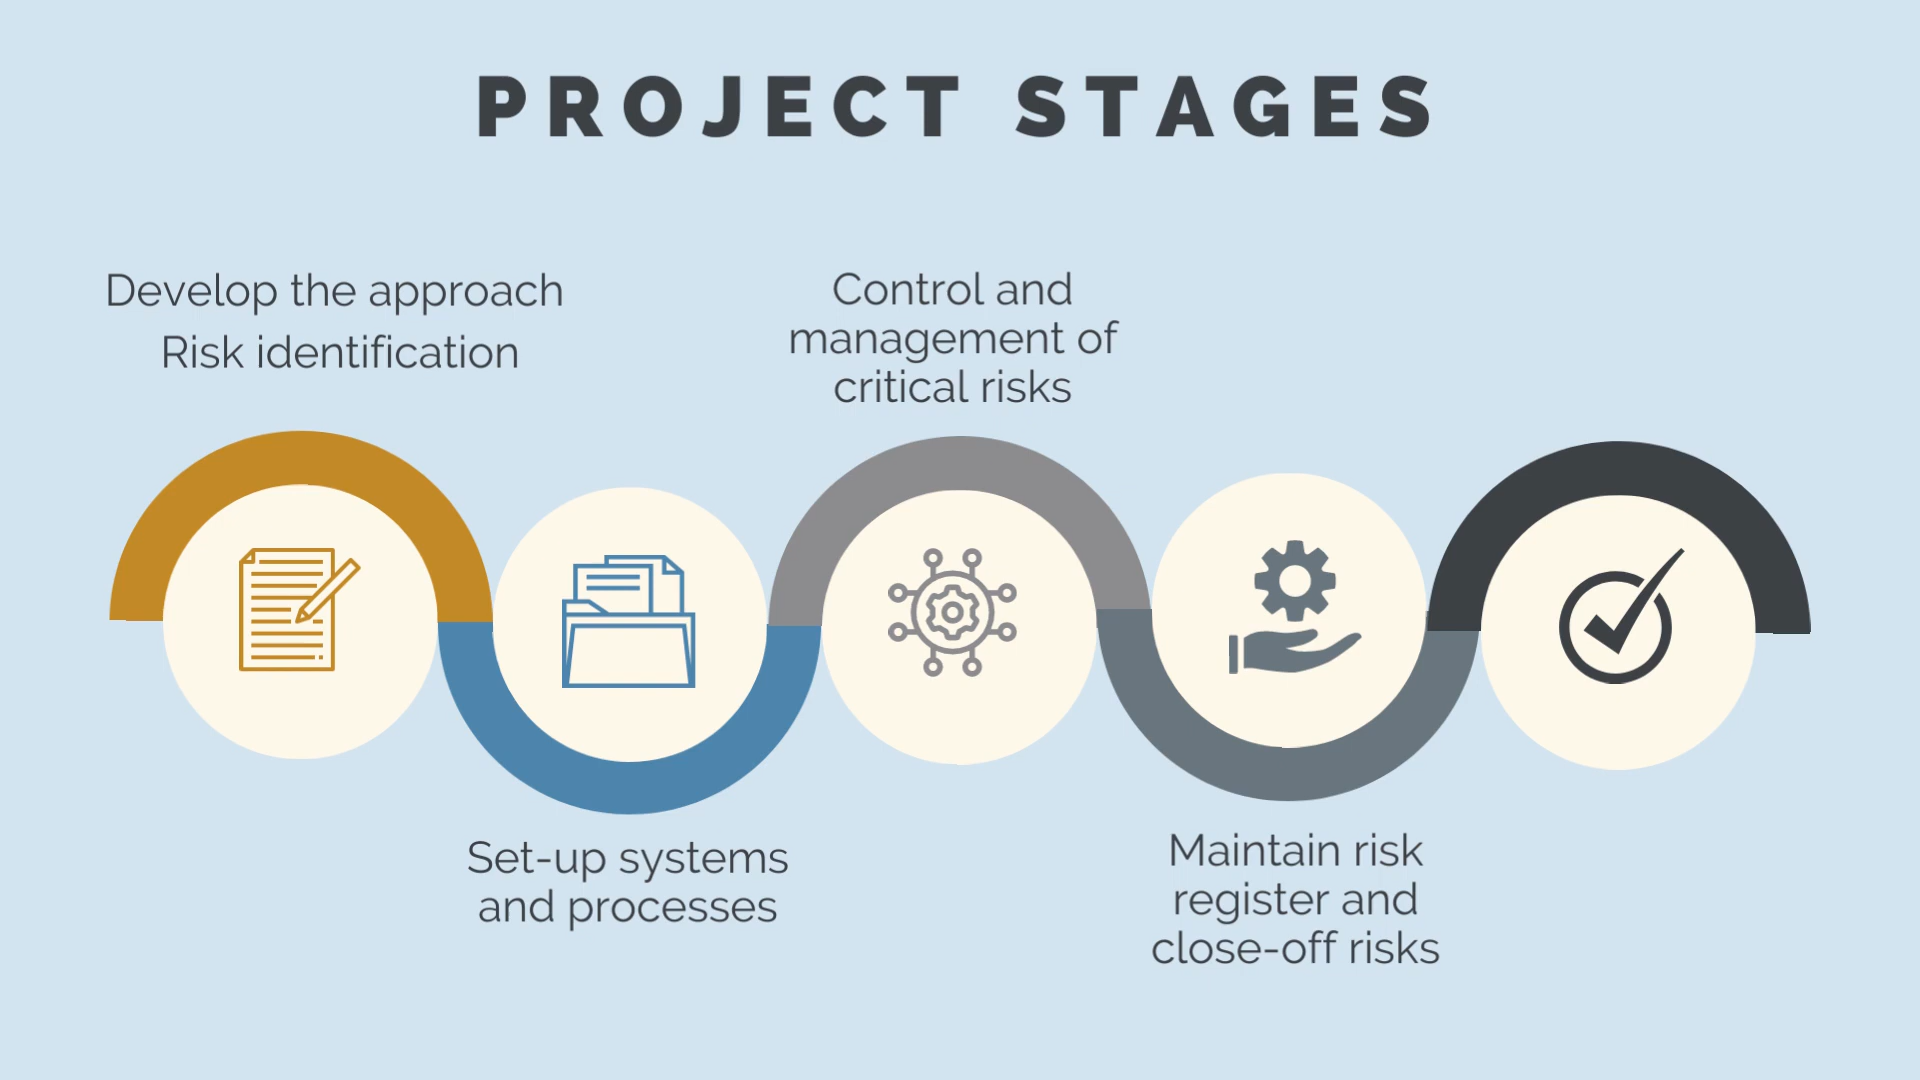 PROJECT STAGES
Develop the approach
Risk identification
Set-up systems
and processes
Control and
management of
critical risks
Maintain risk
register and
close-off risks